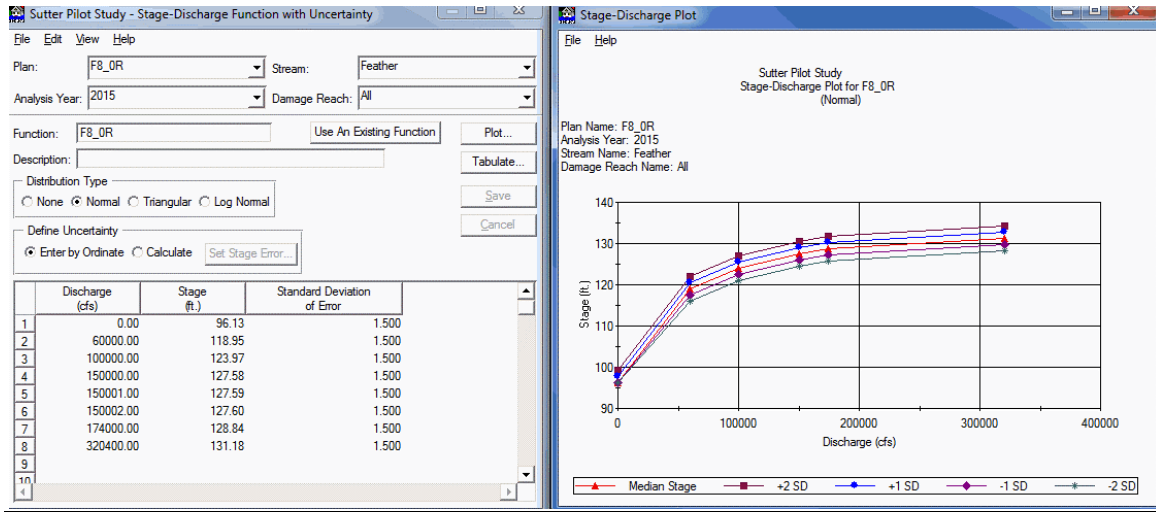 Sutter Pilot Study - Stage-Discharge Function with Uncertainty
File Edit View Help
Plan: F8_0R Stream: Feather
Analysis Year: 2015 Damage Reach: All
Function: F8_0R Use An Existing Function Plot...
Description: Tabulate...
Distribution Type
None Normal Triangular Log Normal Save
Cancel
Define Uncertainty
Enter by Ordinate Calculate Set Stage Error...
Discharge Stage Standard Deviation
(cfs) (ft.) of Error
1 0.00 96.13 1.500
2 60000.00 118.95 1.500
3 100000.00 123.97 1.500
4 150000.00 127.58 1.500
5 150001.00 127.59 1.500
6 150002.00 127.60 1.500
7 174000.00 128.84 1.500
8 320400.00 131.18 1.500
9
10
Stage-Discharge Plot
File Help
Sutter Pilot Study
Stage-Discharge Plot for F8_0R
(Normal)
Plan Name: F8_0R
Analysis Year: 2015
Stream Name: Feather
Damage Reach Name: All
140
130
120
110
100
90
Stage (ft.)
0 100000 200000 300000 400000
Discharge (cfs)
Median Stage +2 SD +1 SD -1 SD -2 SD